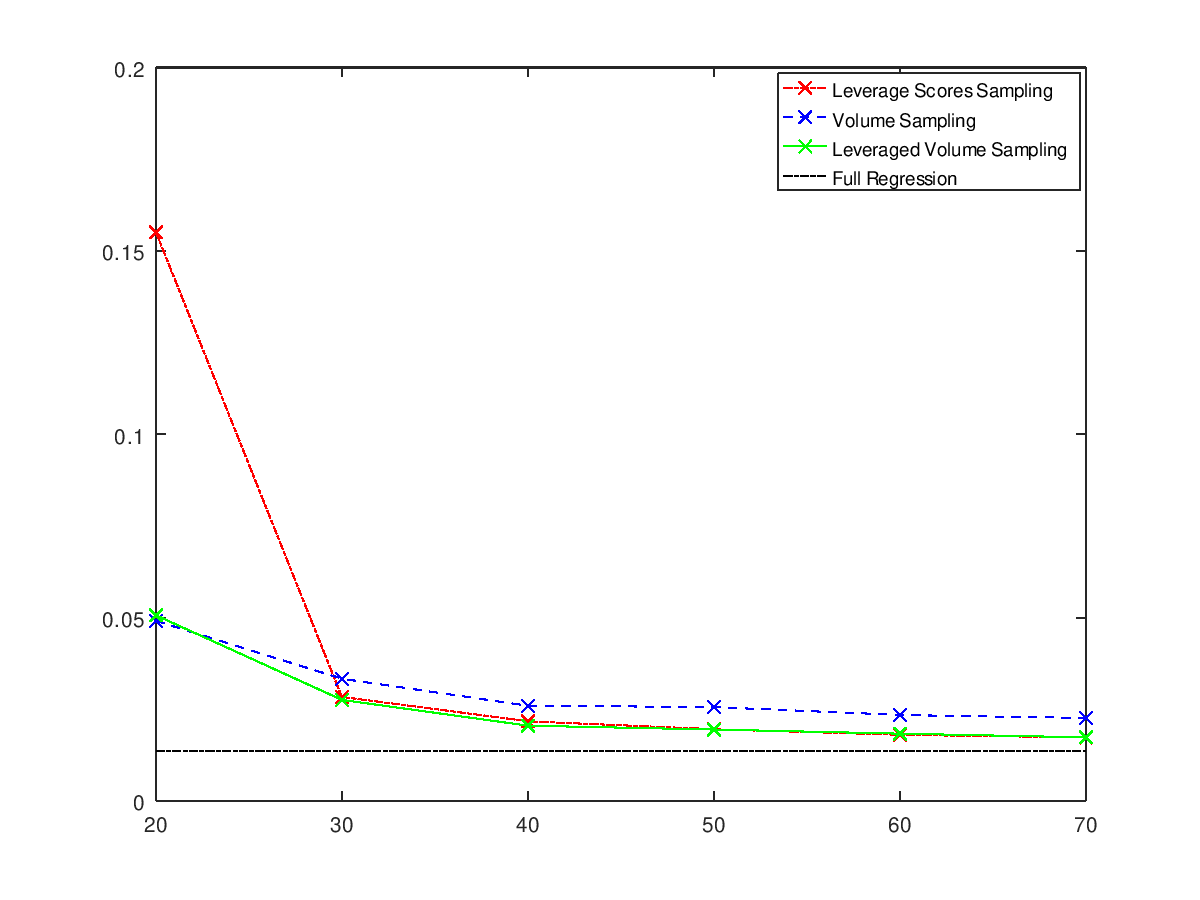 0.2
0.15
0.1
0.05
0
20 30 40 50 60 70
Leverage Scores Sampling
Volume Sampling
Leveraged Volume Sampling
Full Regression